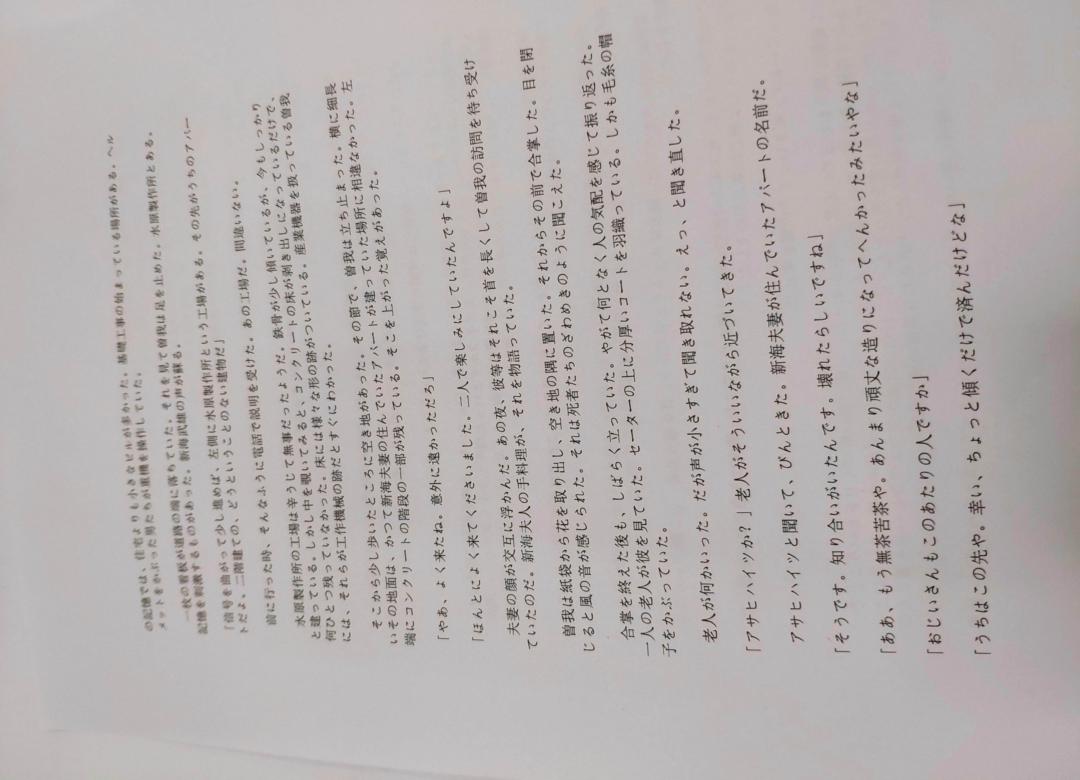 の記憶では、住宅よりも小さなビルが多かった。基礎工事の始まっている場所がある。ヘル
メットをかぶった男たちが重機を操作していた。
一枚の看板が道路の端に落ちていた。それを見て曽我は足を止めた。水原製作所とある。
記憶を刺激するものがあった。新海武雄の声が蘇る。
「信号を曲がって少し進めば、左側に水原製作所という工場がある。その先がうちのアパー
トだよ。二階建ての、どうということのない建物だ」
前に行った時、そんなふうに電話で説明を受けた。あの工場だ。間違いない。
水原製作所の工場は辛うじて無事だったようだ。鉄骨が少し傾いているが、今もしっかり
と建っている。しかし中を覗いてみると、コンクリートの床が剥き出しになっているだけで、
何ひとつ残っていなかった。床には様々な形の跡がついている。産業機器を扱っている曽我
には、それらが工作機械の跡だとすぐにわかった。
そこから少し歩いたところに空き地があった。その節で、曽我は立ち止まった。横に細長
いその地面は、かつて新海夫妻の住んでいたアパートが建っていた場所に相違なかった。左
端にコンクリートの階段の一部が残っている。そこを上がった覚えがあった。
「やあ、よく来たね。意外に遠かっただろ」
「ほんとによく来てくださいました。二人で楽しみにしていたんですよ」
夫妻の顔が交互に浮かんだ。あの夜、彼等はそれこそ首を長くして曽我の訪問を待ち受け
ていたのだ。新海夫人の手料理が、それを物語っていた。
曽我は紙袋から花を取り出し、空き地の隅に置いた。それからその前で合掌した。目を閉
じると風の音が感じられた。それは死者たちのざわめきのように聞こえた。
合掌を終えた後も、しばらく立っていた。やがて何となく人の気配を感じて振り返った。
一人の老人が彼を見ていた。セーターの上に分厚いコートを羽織っている。しかも毛糸の帽
子をかぶっていた。
老人が何かいった。だが声が小さすぎて聞き取れない。えっ、と聞き直した。
「アサヒハイツか？」老人がそういいながら近づいてきた。
アサヒハイツと聞いて、ぴんときた。新海夫妻が住んでいたアパートの名前だ。
「そうです。知り合いがいたんです。壊れたらしいですね」
「ああ、もう無茶苦茶や。あんまり頑丈な造りになってへんかったみたいやな」
「おじいさんもこのあたりの人ですか」
「うちはこの先や。幸い、ちょっと傾くだけで済んだけどな」